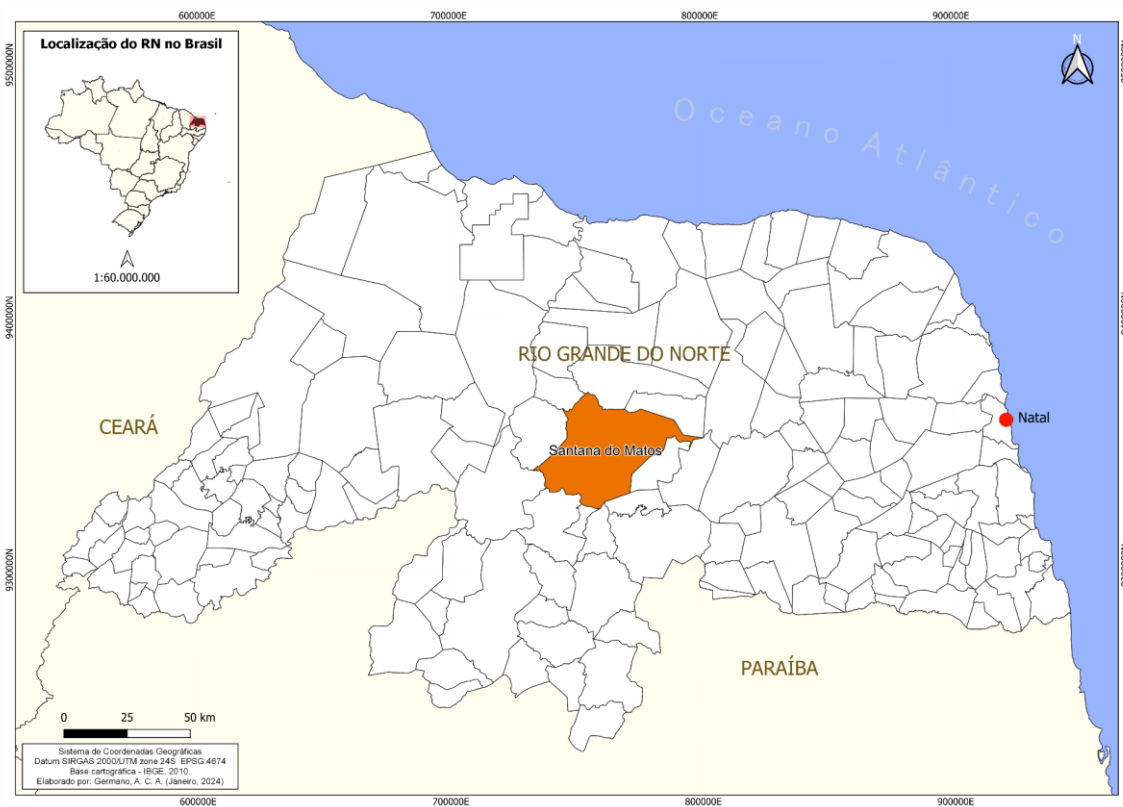 600000E
700000E
800000E
900000E
Localização do RN no Brasil
1:60.000.000
N
Oceano Atlântico
9500000N
9500000N
9400000N
9400000N
9300000N
9300000N
RIO GRANDE DO NORTE
CEARÁ
Natal
Santana do Matos
PARAÍBA
0 25 50 km
Sistema de Coordenadas Geográficas
Datum SIRGAS 2000/UTM zone 24S EPSG:4674
Base cartográfica - IBGE, 2010.
Elaborado por: Germano, A. C. A. (Janeiro, 2024)
600000E
700000E
800000E
900000E